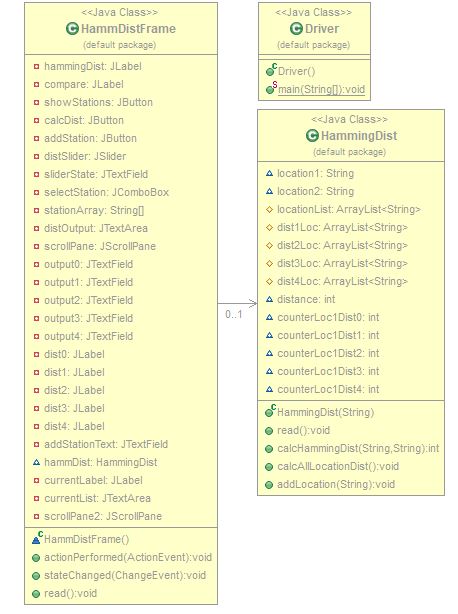 <<Java Class>>
HammDistFrame
(default package)
hammingDist: JLabel
compare: JLabel
showStations: JButton
calcDist: JButton
addStation: JButton
distSlider: JSlider
sliderState: JTextField
selectStation: JComboBox
stationArray: String[]
distOutput: JTextArea
scrollPane: JScrollPane
output0: JTextField
output1: JTextField
output2: JTextField
output3: JTextField
output4: JTextField
dist0: JLabel
dist1: JLabel
dist2: JLabel
dist3: JLabel
dist4: JLabel
addStationText: JTextField
hammDist: HammingDist
currentLabel: JLabel
currentList: JTextArea
scrollPane2: JScrollPane
HammDistFrame()
actionPerformed(ActionEvent):void
stateChanged(ChangeEvent):void
read():void
0..1
<<Java Class>>
Driver
(default package)
Driver()
main(String[]):void
<<Java Class>>
HammingDist
(default package)
location1: String
location2: String
locationList: ArrayList<String>
dist1Loc: ArrayList<String>
dist2Loc: ArrayList<String>
dist3Loc: ArrayList<String>
dist4Loc: ArrayList<String>
distance: int
counterLoc1Dist0: int
counterLoc1Dist1: int
counterLoc1Dist2: int
counterLoc1Dist3: int
counterLoc1Dist4: int
HammingDist(String)
read():void
calcHammingDist(String,String):int
calcAllLocationDist():void
addLocation(String):void